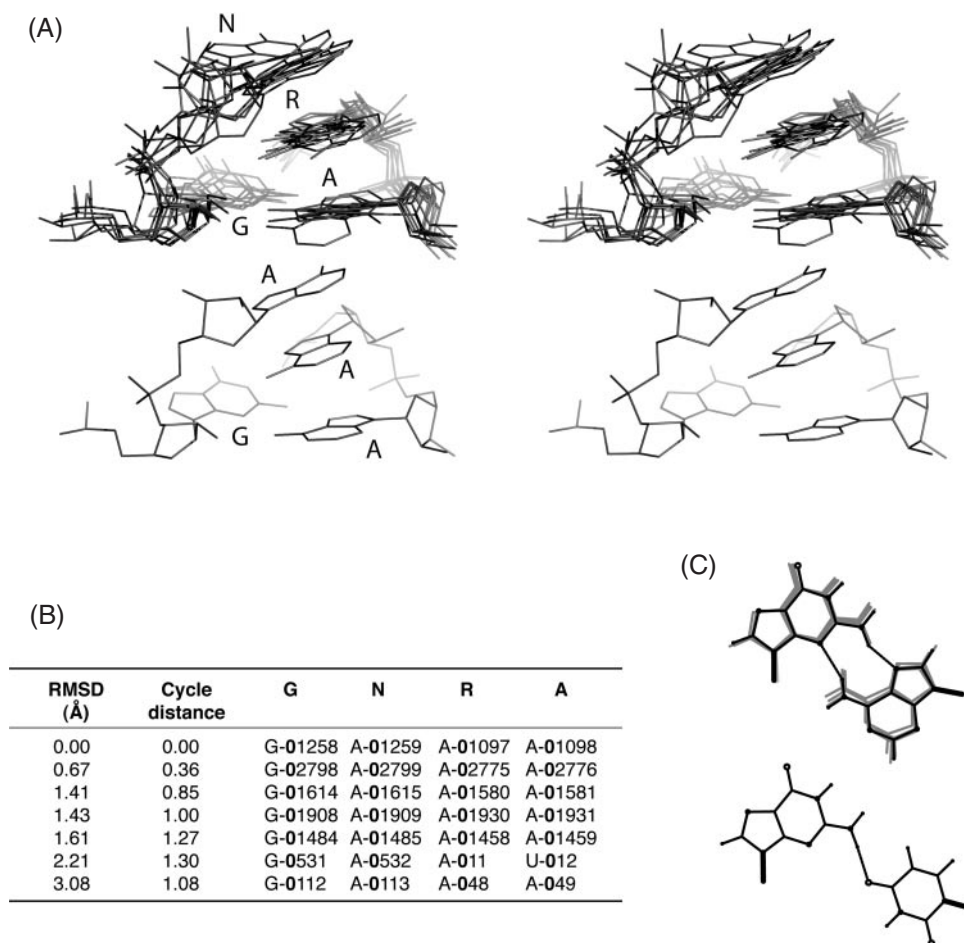 (A)
N
R
A
G
A
A
G
A
(B)
(C)
RMSD (Å) Cycle distance G N R A
0.00 0.00 G-01258 A-01259 A-01097 A-01098
0.67 0.36 G-02798 A-02799 A-02775 A-02776
1.41 0.85 G-01614 A-01615 A-01580 A-01581
1.43 1.00 G-01908 A-01909 A-01930 A-01931
1.61 1.27 G-01484 A-01485 A-01458 A-01459
2.21 1.30 G-0531 A-0532 A-011 U-012
3.08 1.08 G-0112 A-0113 A-048 A-049